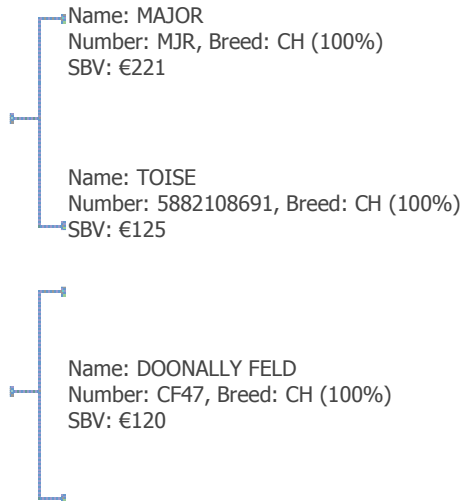 Name: MAJOR
Number: MJR, Breed: CH (100%)
SBV: €221
Name: TOISE
Number: 5882108691, Breed: CH (100%)
SBV: €125
Name: DOONALLY FELD
Number: CF47, Breed: CH (100%)
SBV: €120